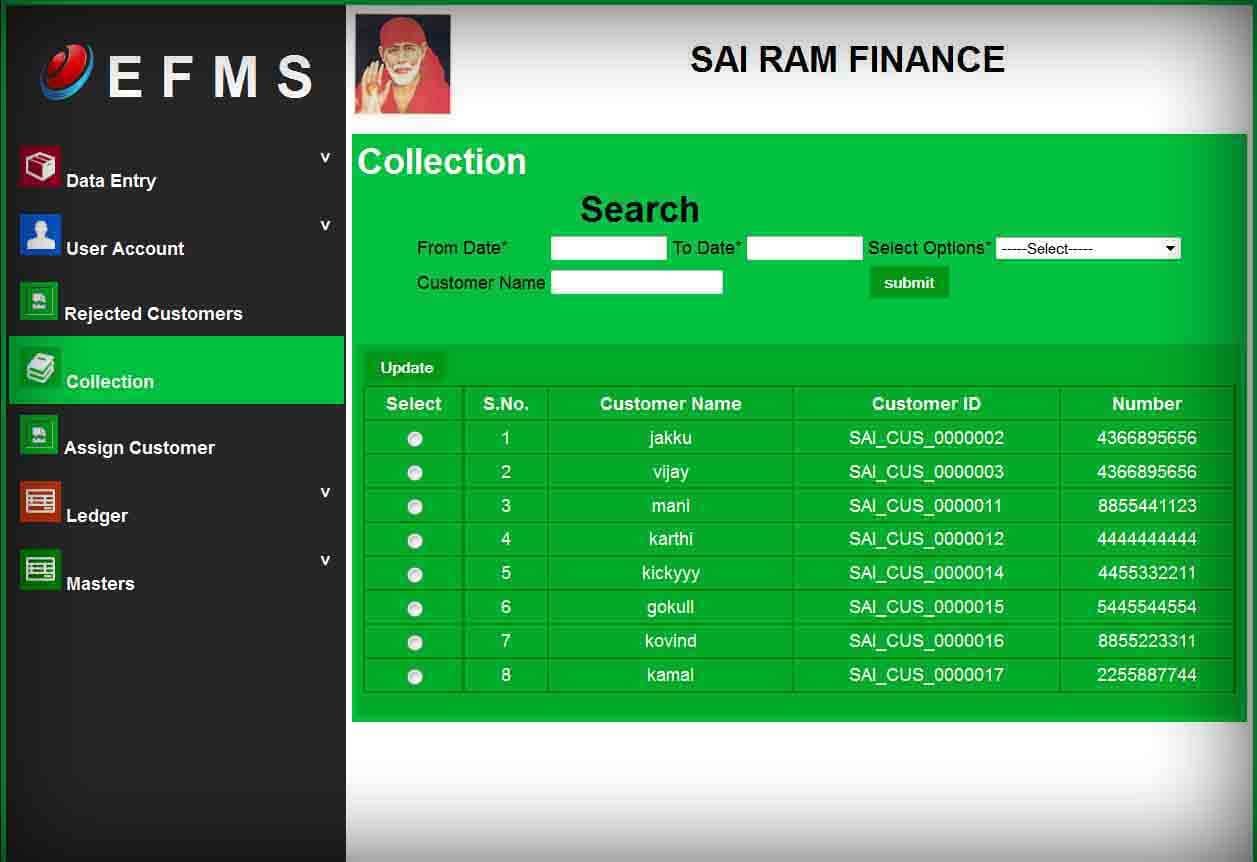 E F M S
Data Entry v
User Account v
Rejected Customers
Collection
Assign Customer
Ledger v
Masters v
SAI RAM FINANCE
Collection
Search
From Date* To Date* Select Options* -----Select-----
Customer Name submit
Update
Select S.No. Customer Name Customer ID Number
1 jakku SAI_CUS_0000002 4366895656
2 vijay SAI_CUS_0000003 4366895656
3 mani SAI_CUS_0000011 8855441123
4 karthi SAI_CUS_0000012 4444444444
5 kickyyy SAI_CUS_0000014 4455332211
6 gokull SAI_CUS_0000015 5445544554
7 kovind SAI_CUS_0000016 8855223311
8 kamal SAI_CUS_0000017 2255887744